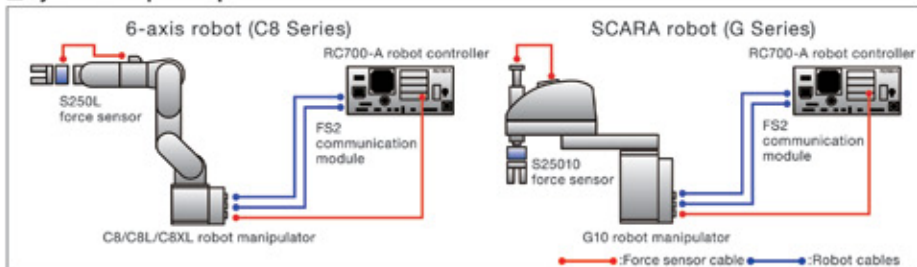 6-axis robot (C8 Series)
RC700-A robot controller
S250L
force sensor
FS2
communication
module
C8/C8L/C8XL robot manipulator
SCARA robot (G Series)
RC700-A robot controller
FS2
communication
module
S25010
force sensor
G10 robot manipulator
:Force sensor cable
:Robot cables